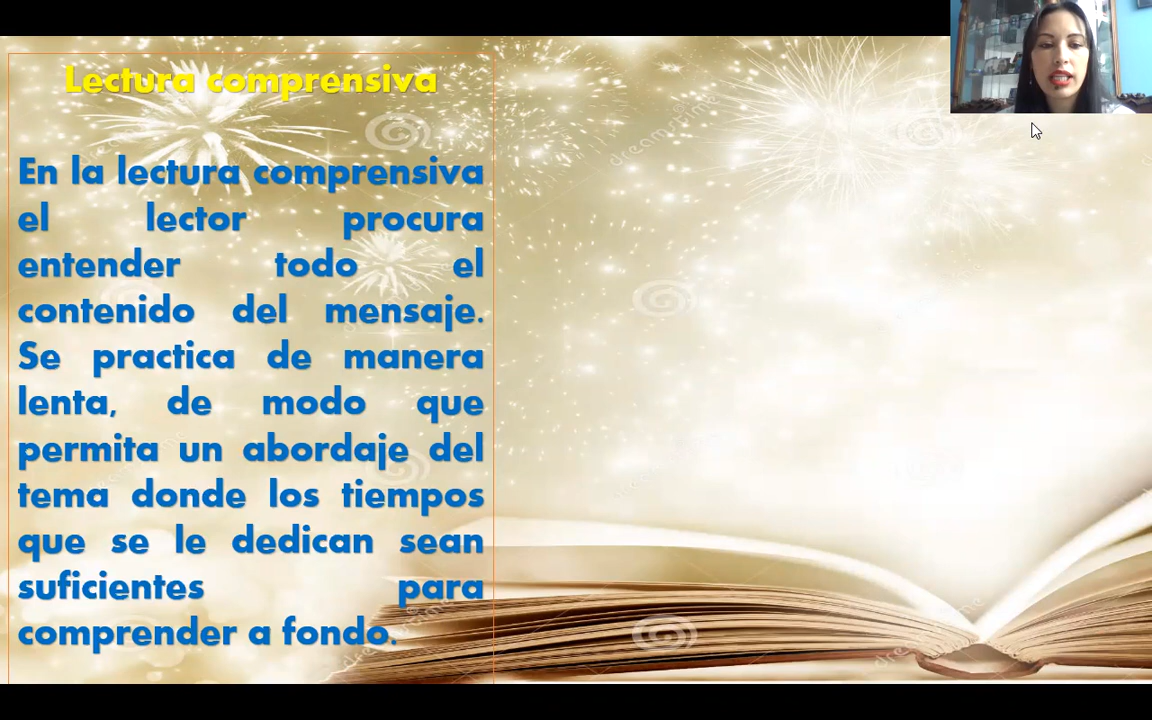 Lectura comprensiva
En la lectura comprensiva
el lector procura
entender todo el
contenido del mensaje.
Se practica de manera
lenta, de modo que
permita un abordaje del
tema donde los tiempos
que se le dedican sean
suficientes para
comprender a fondo.
dreamstime